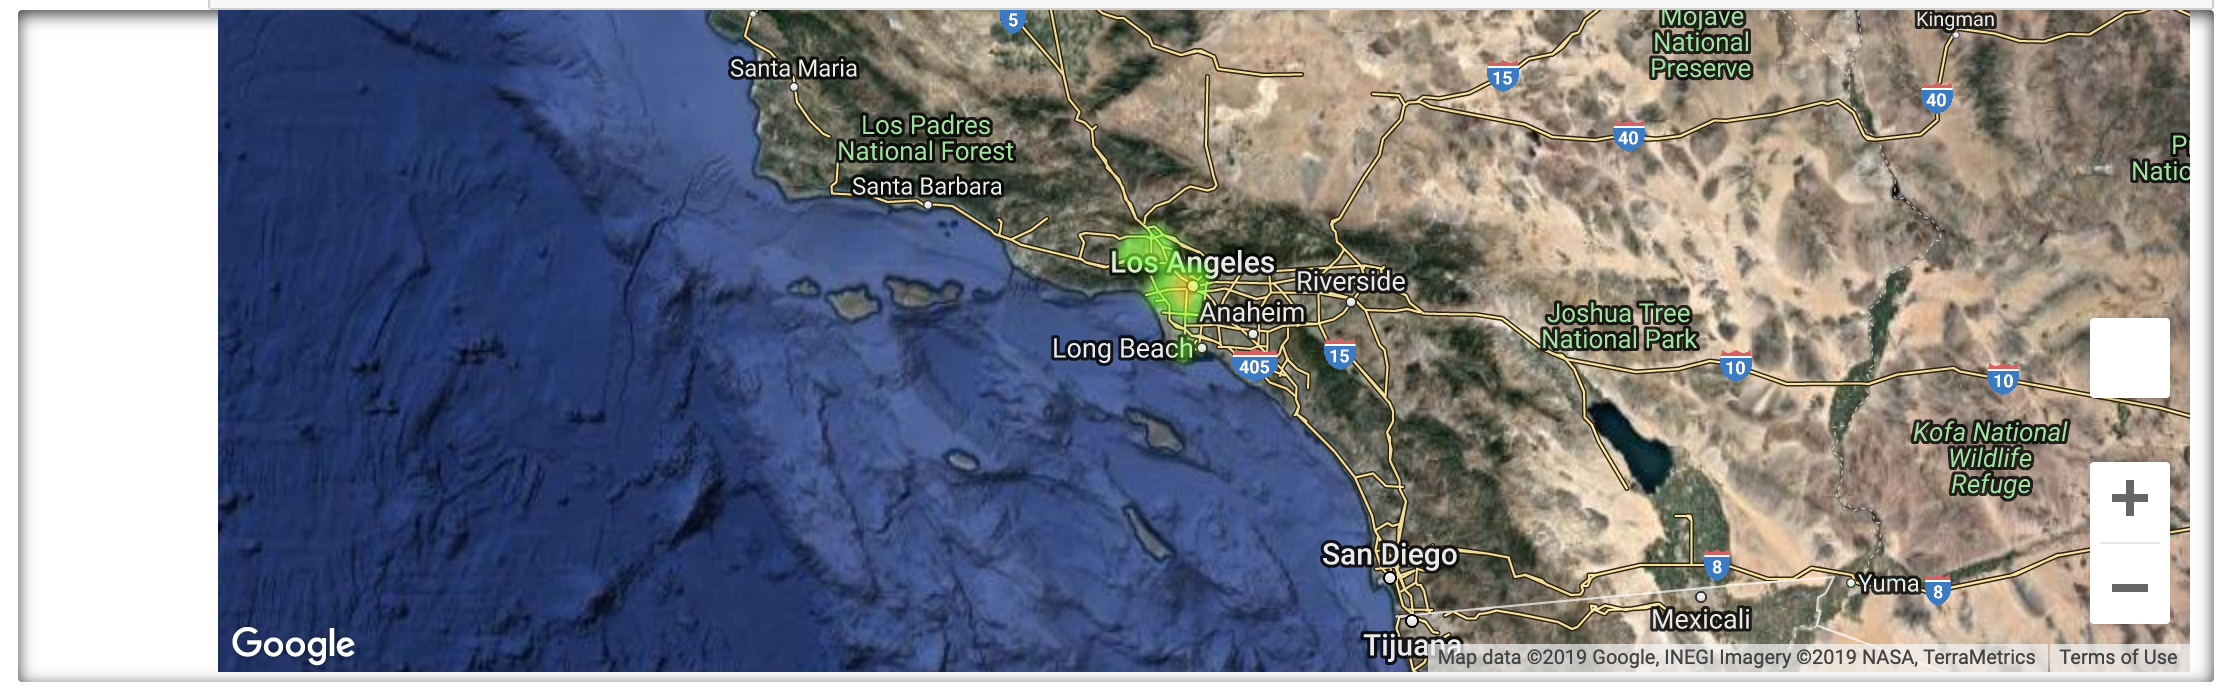 5
Mojave
National
Preserve
Kingman
Santa Maria
15
40
40
Los Padres
National Forest
Santa Barbara
Los Angeles
Riverside
Anaheim
Joshua Tree
National Park
Long Beach
405
15
10
10
Kofa National
Wildlife
Refuge
San Diego
8
Yuma
8
Mexicali
Tijuana
Google
Map data ©2019 Google, INEGI Imagery ©2019 NASA, TerraMetrics
Terms of Use